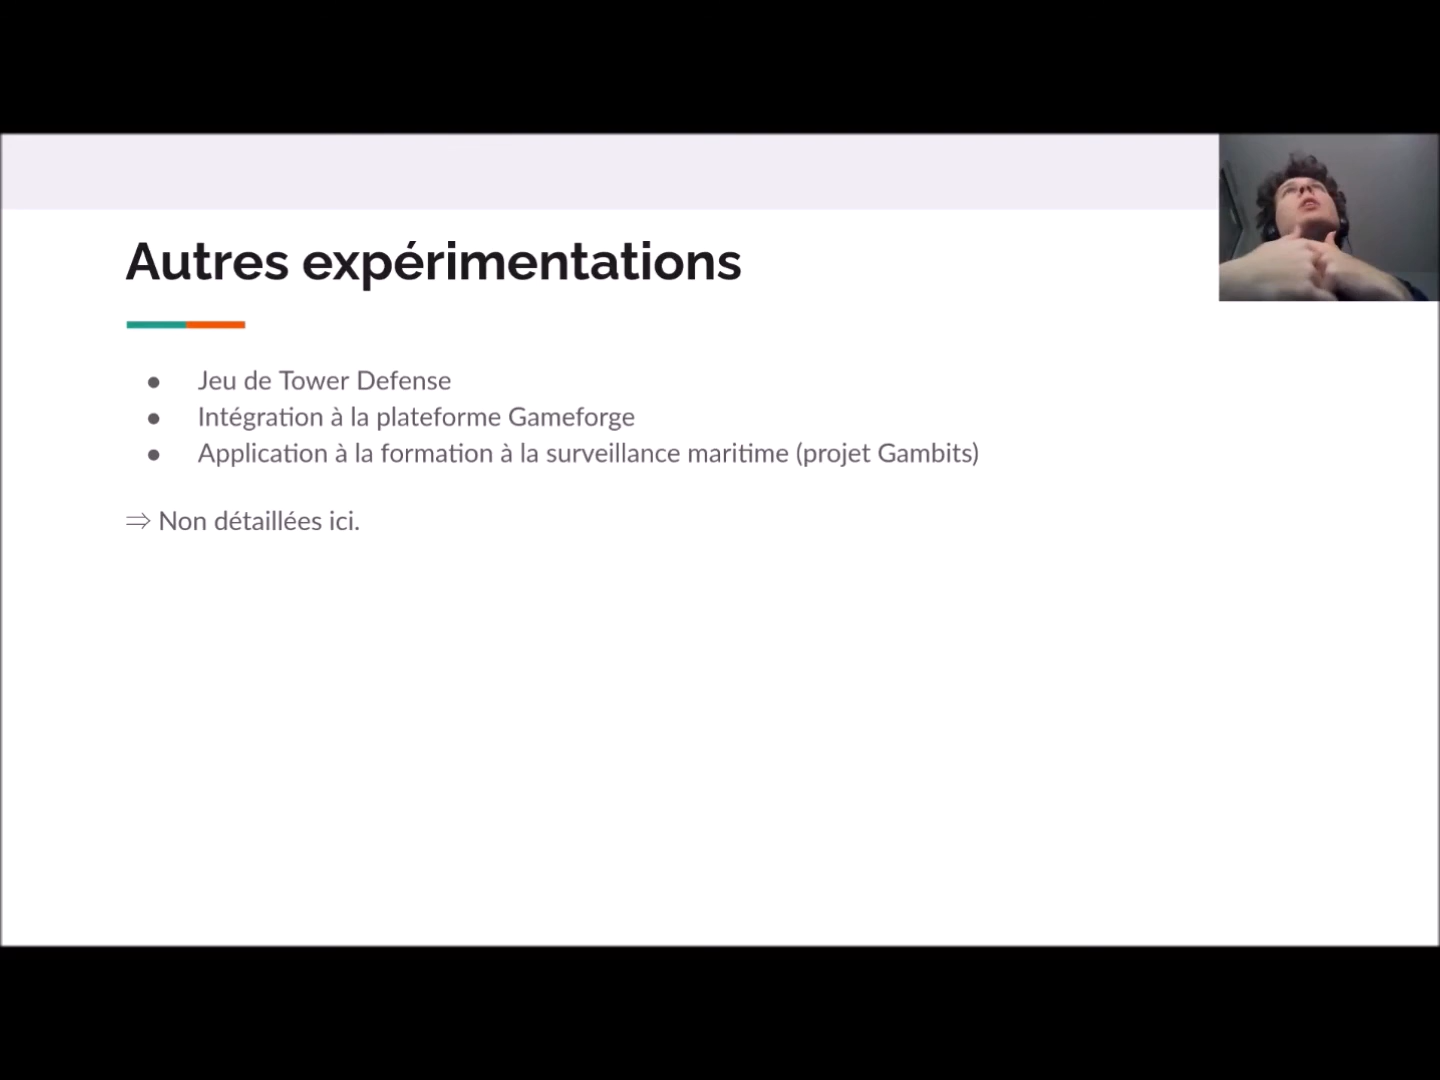 Autres expérimentations
● Jeu de Tower Defense
● Intégration à la plateforme Gameforge
● Application à la formation à la surveillance maritime (projet Gambits)
⇒ Non détaillées ici.